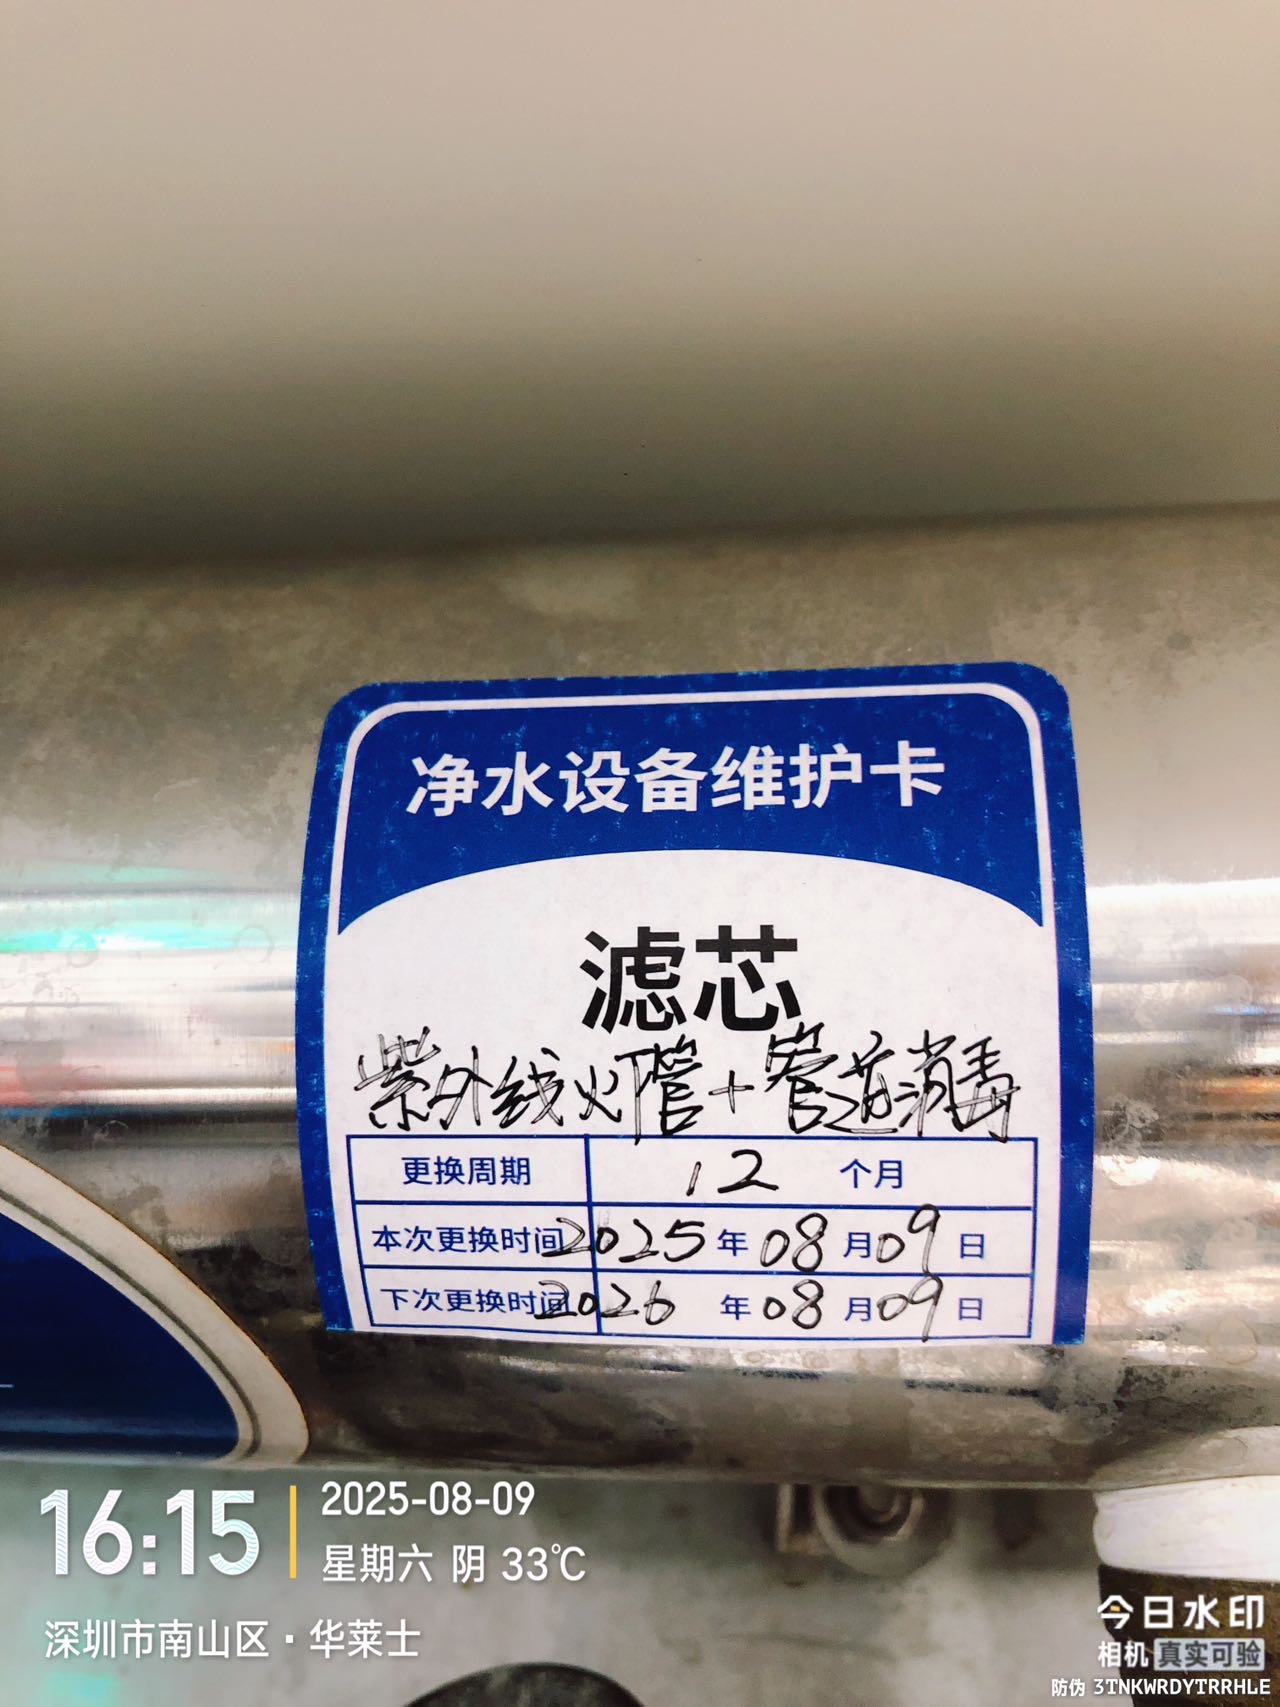 净水设备维护卡
滤芯
紫外线灯管+管道消毒
更换周期 12 个月
本次更换时间 2025 年 08 月 09 日
下次更换时间 2026 年 08 月 09 日
16:15
2025-08-09
星期六 阴 33℃
深圳市南山区·华莱士
今日水印
相机 真实可验
防伪 3TNKWRDYTRRHLE